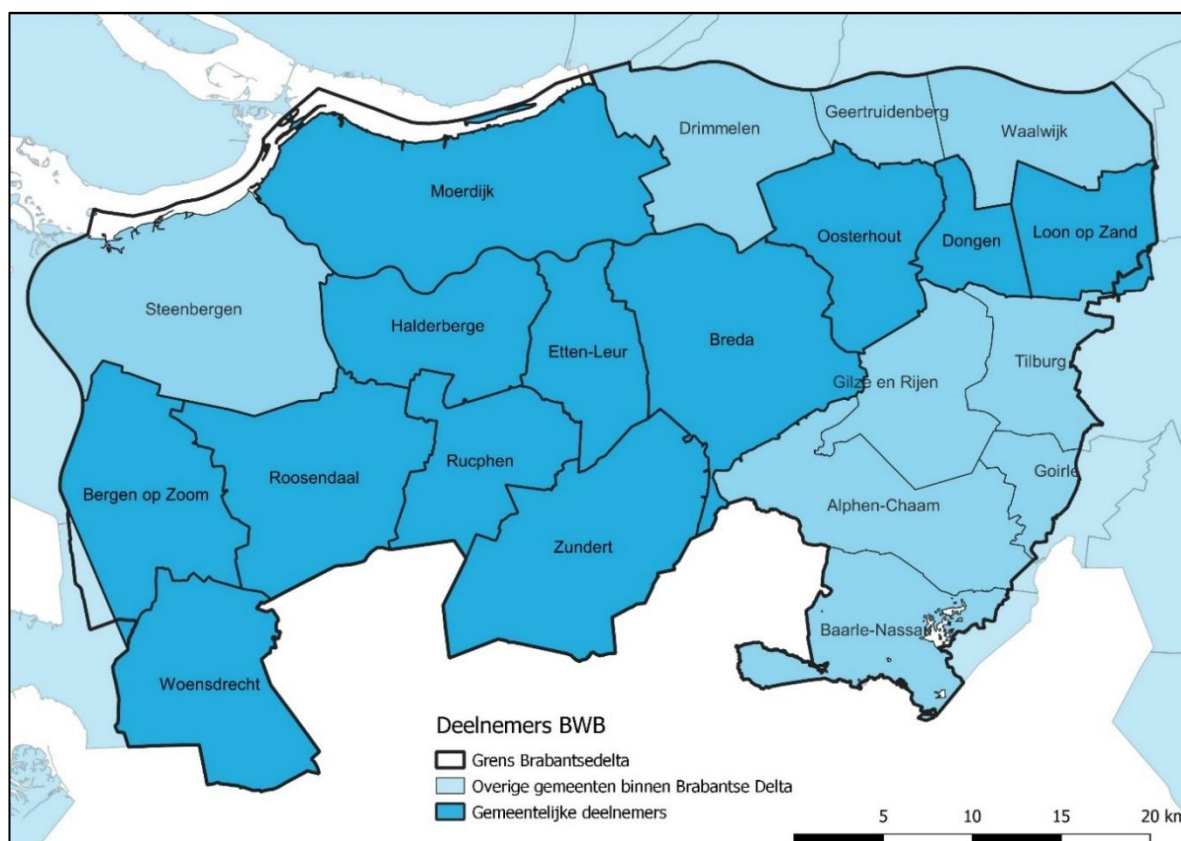 Drimmelen
Geertruidenberg
Waalwijk
Moerdijk
Oosterhout
Dongen
Loon op Zand
Steenbergen
Halderberge
Etten-Leur
Breda
Gilze en Rijen
Tilburg
Bergen op Zoom
Roosendaal
Rucphen
Goirle
Alphen-Chaam
Zundert
Baarle-Nassau
Woensdrecht
Deelnemers BWB
Grens Brabantsedelta
Overige gemeenten binnen Brabantse Delta
Gemeentelijke deelnemers
5 10 15 20 km